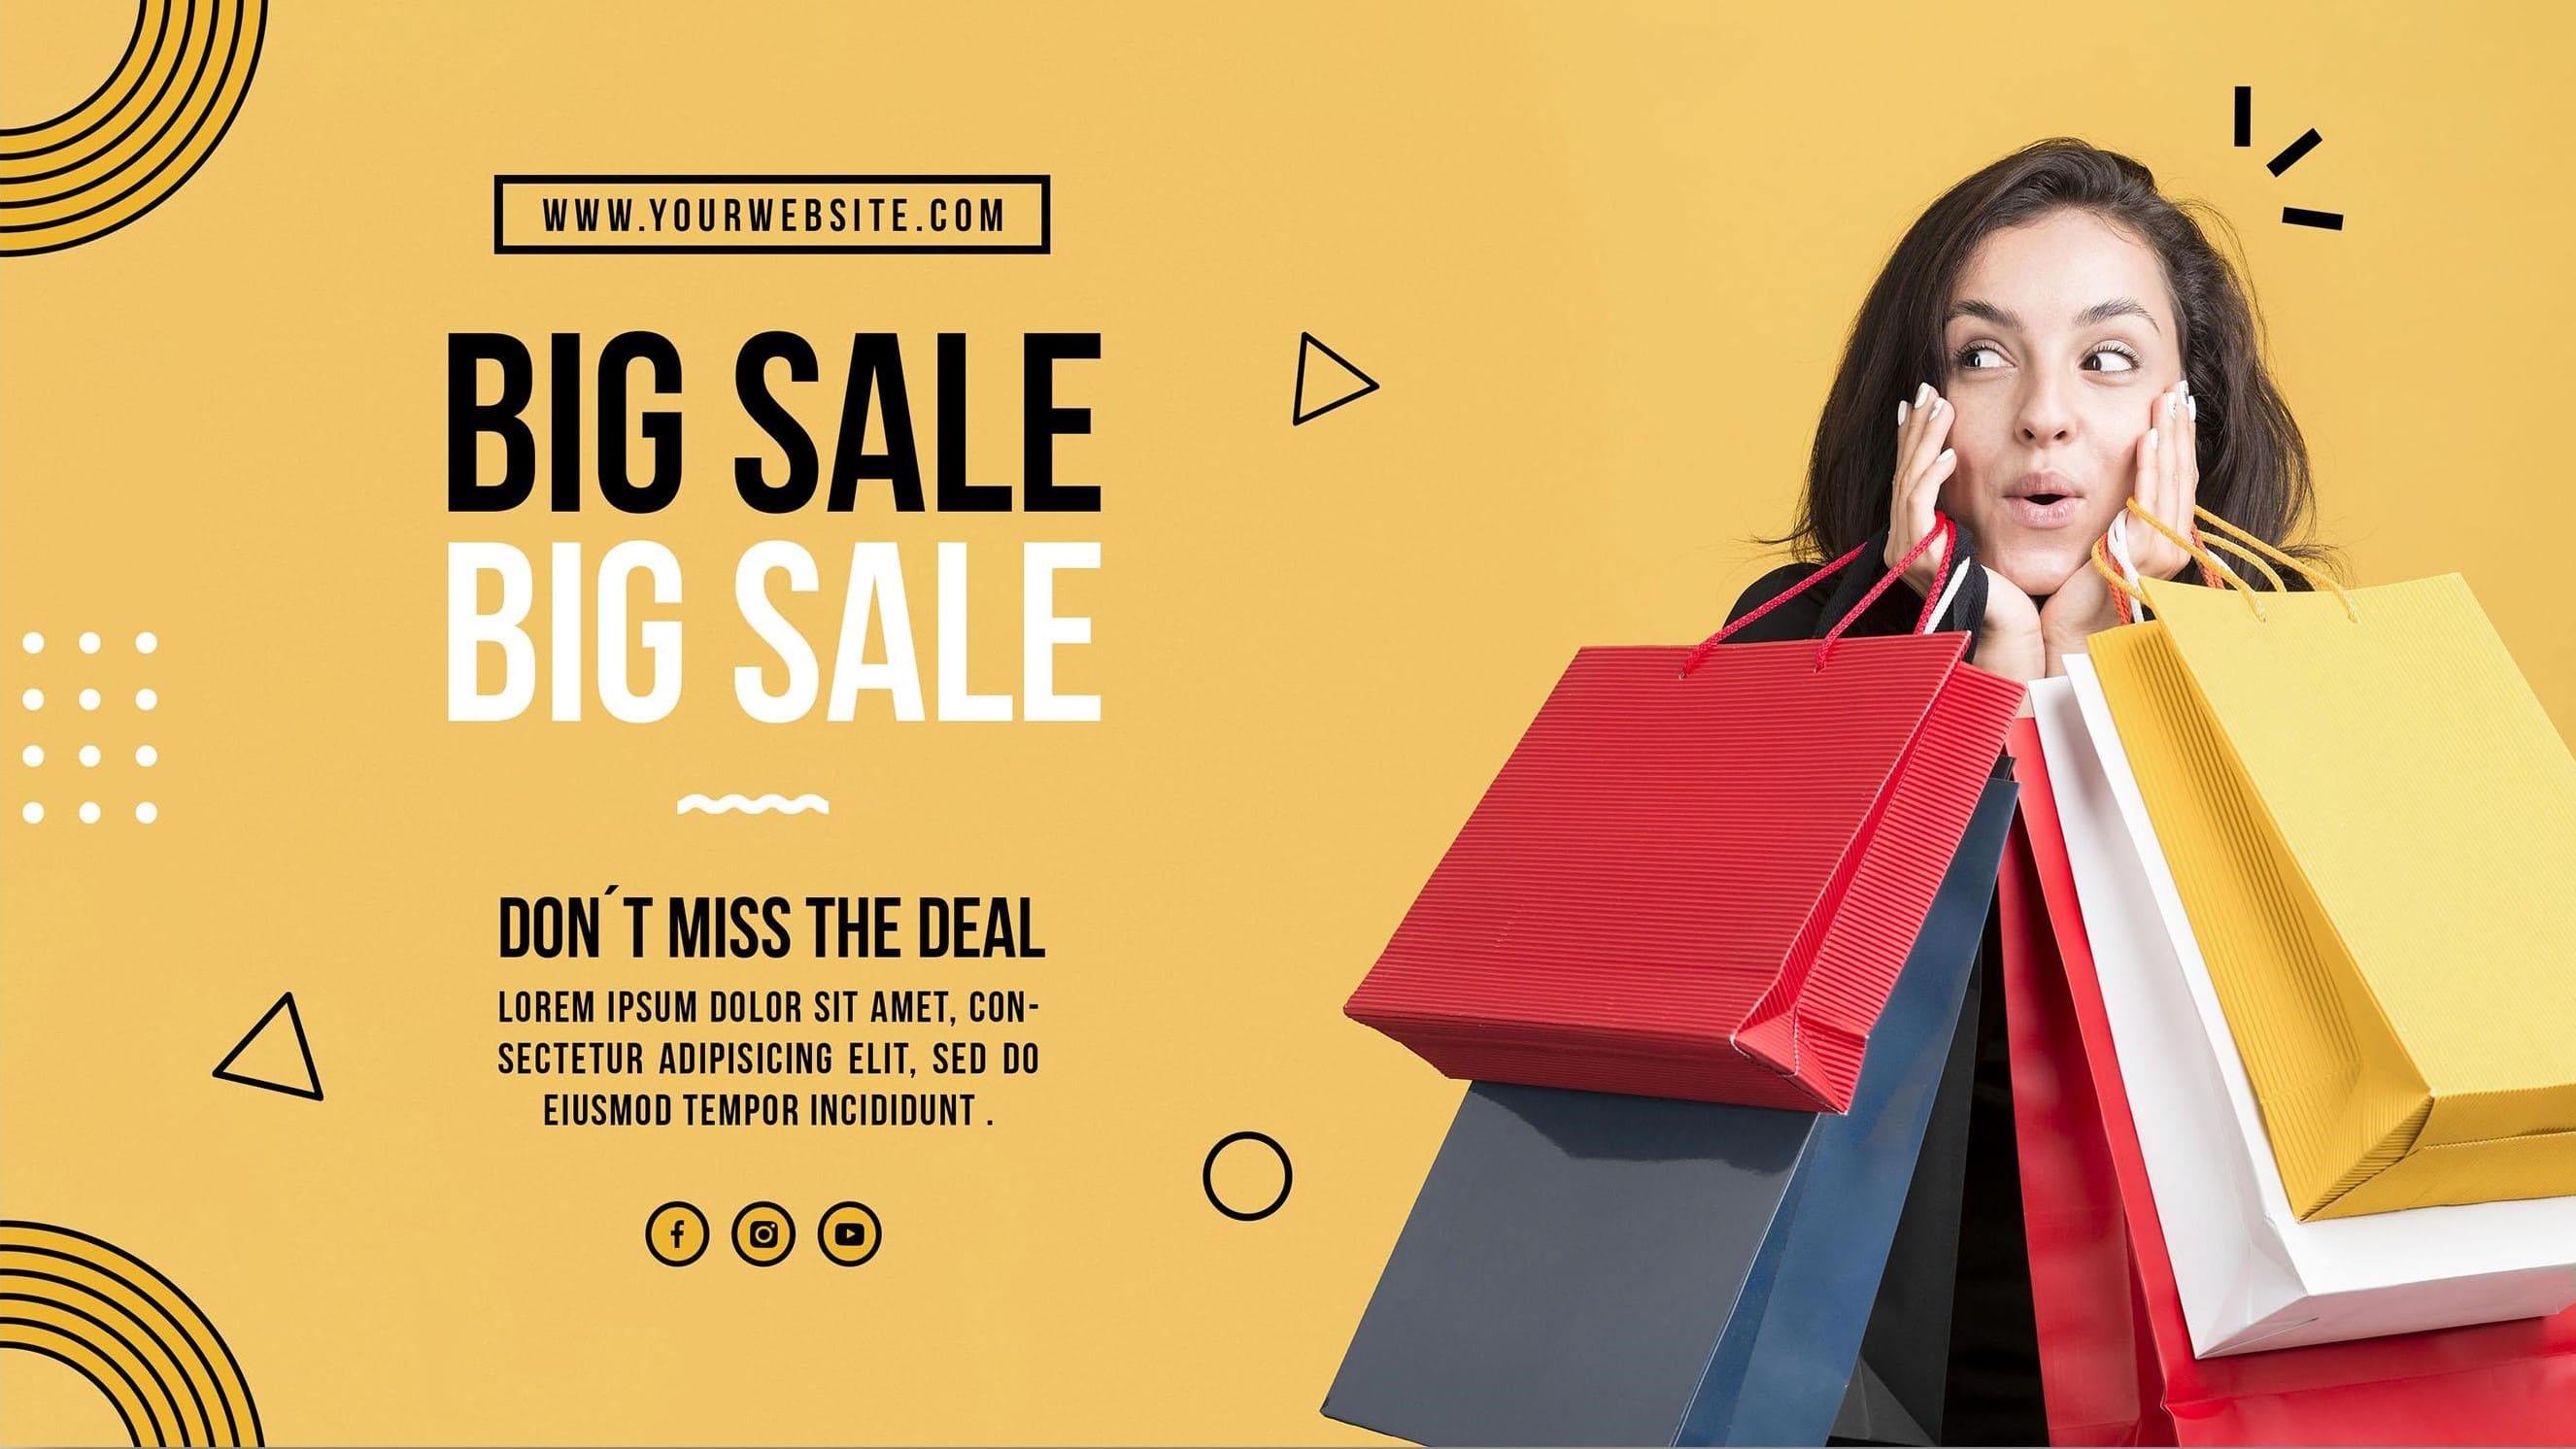 WWW.YOURWEBSITE.COM
BIG SALE
BIG SALE
DON´T MISS THE DEAL
LOREM IPSUM DOLOR SIT AMET, CON-
SECTETUR ADIPISICING ELIT, SED DO
EIUSMOD TEMPOR INCIDIDUNT .